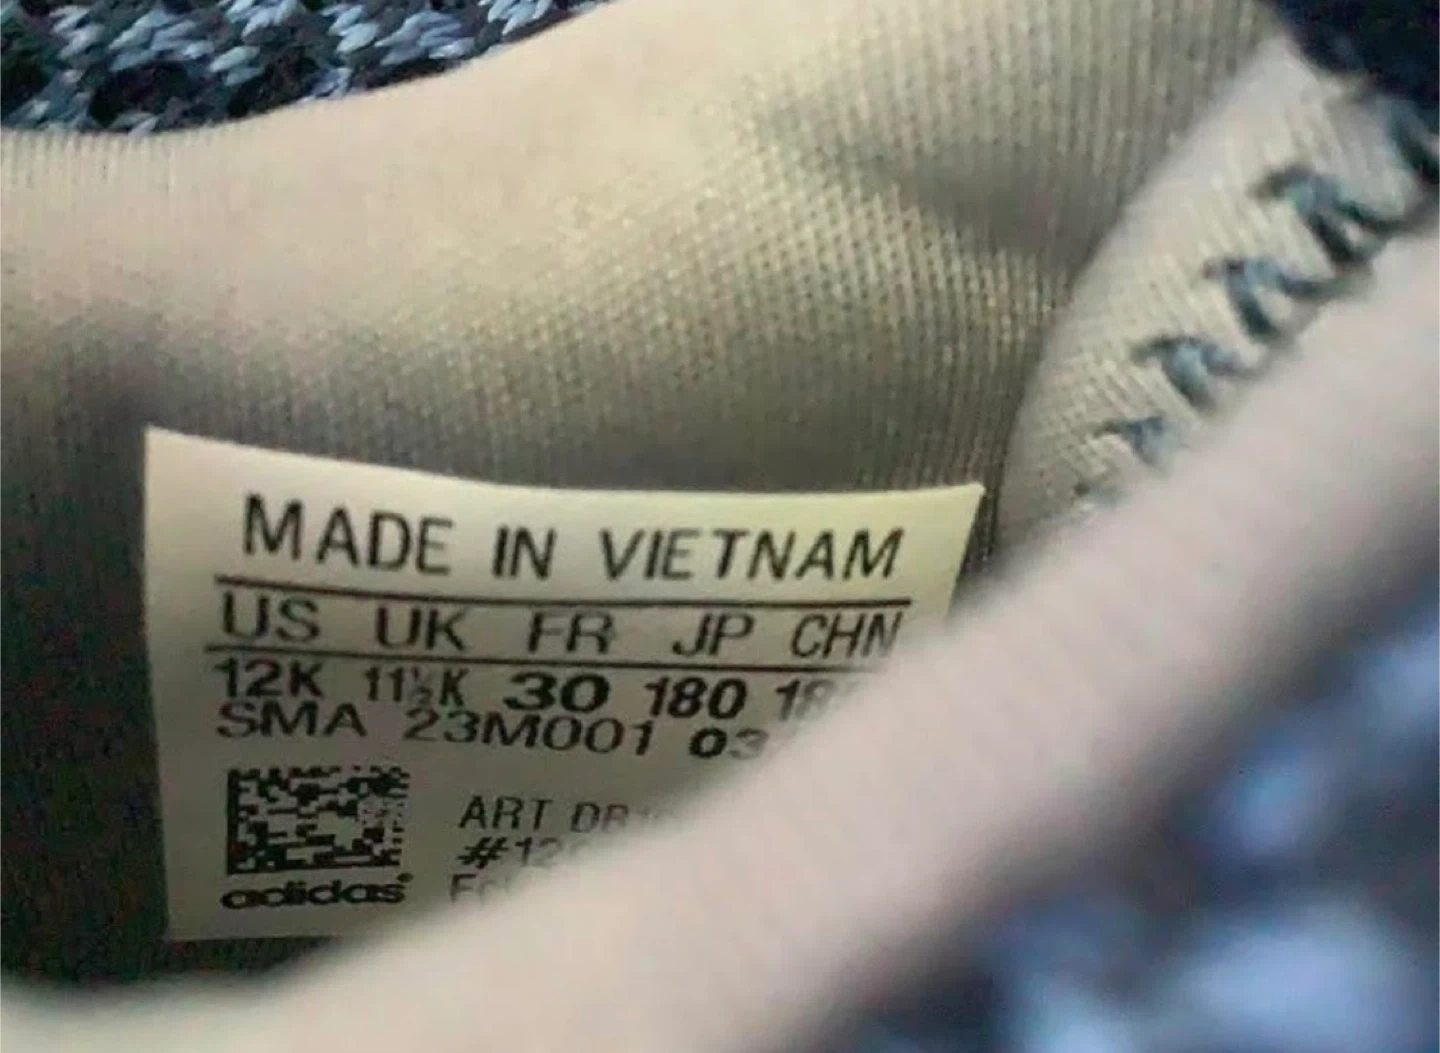 MADE IN VIETNAM
US UK FR JP CHN
12K 11½K 30 180
SMA 23M001
ART
adidas